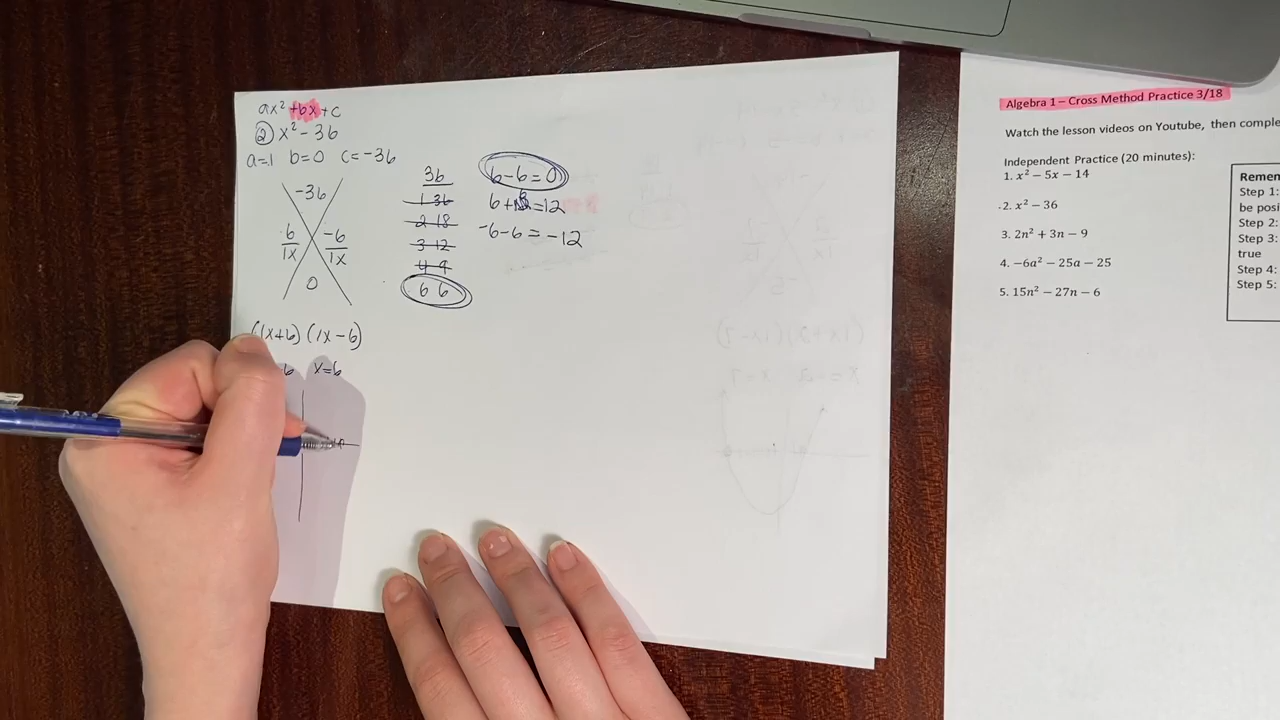 ax² +bx+c
② x² - 36
a=1 b=0 c=-36
-36
6 -6
1x 1x
0
(1x+6) (1x-6)
6 x=6
36
1 36
2 18
3 12
4 9
6 6
6-6=0
6+6=12
-6-6=-12
Algebra 1 – Cross Method Practice 3/18
Watch the lesson videos on Youtube, then comple
Independent Practice (20 minutes):
1. x² − 5x − 14
2. x² − 36
3. 2n² + 3n − 9
4. −6a² − 25a − 25
5. 15n² − 27n − 6
Remen
Step 1:
be posi
Step 2:
Step 3:
true
Step 4:
Step 5: